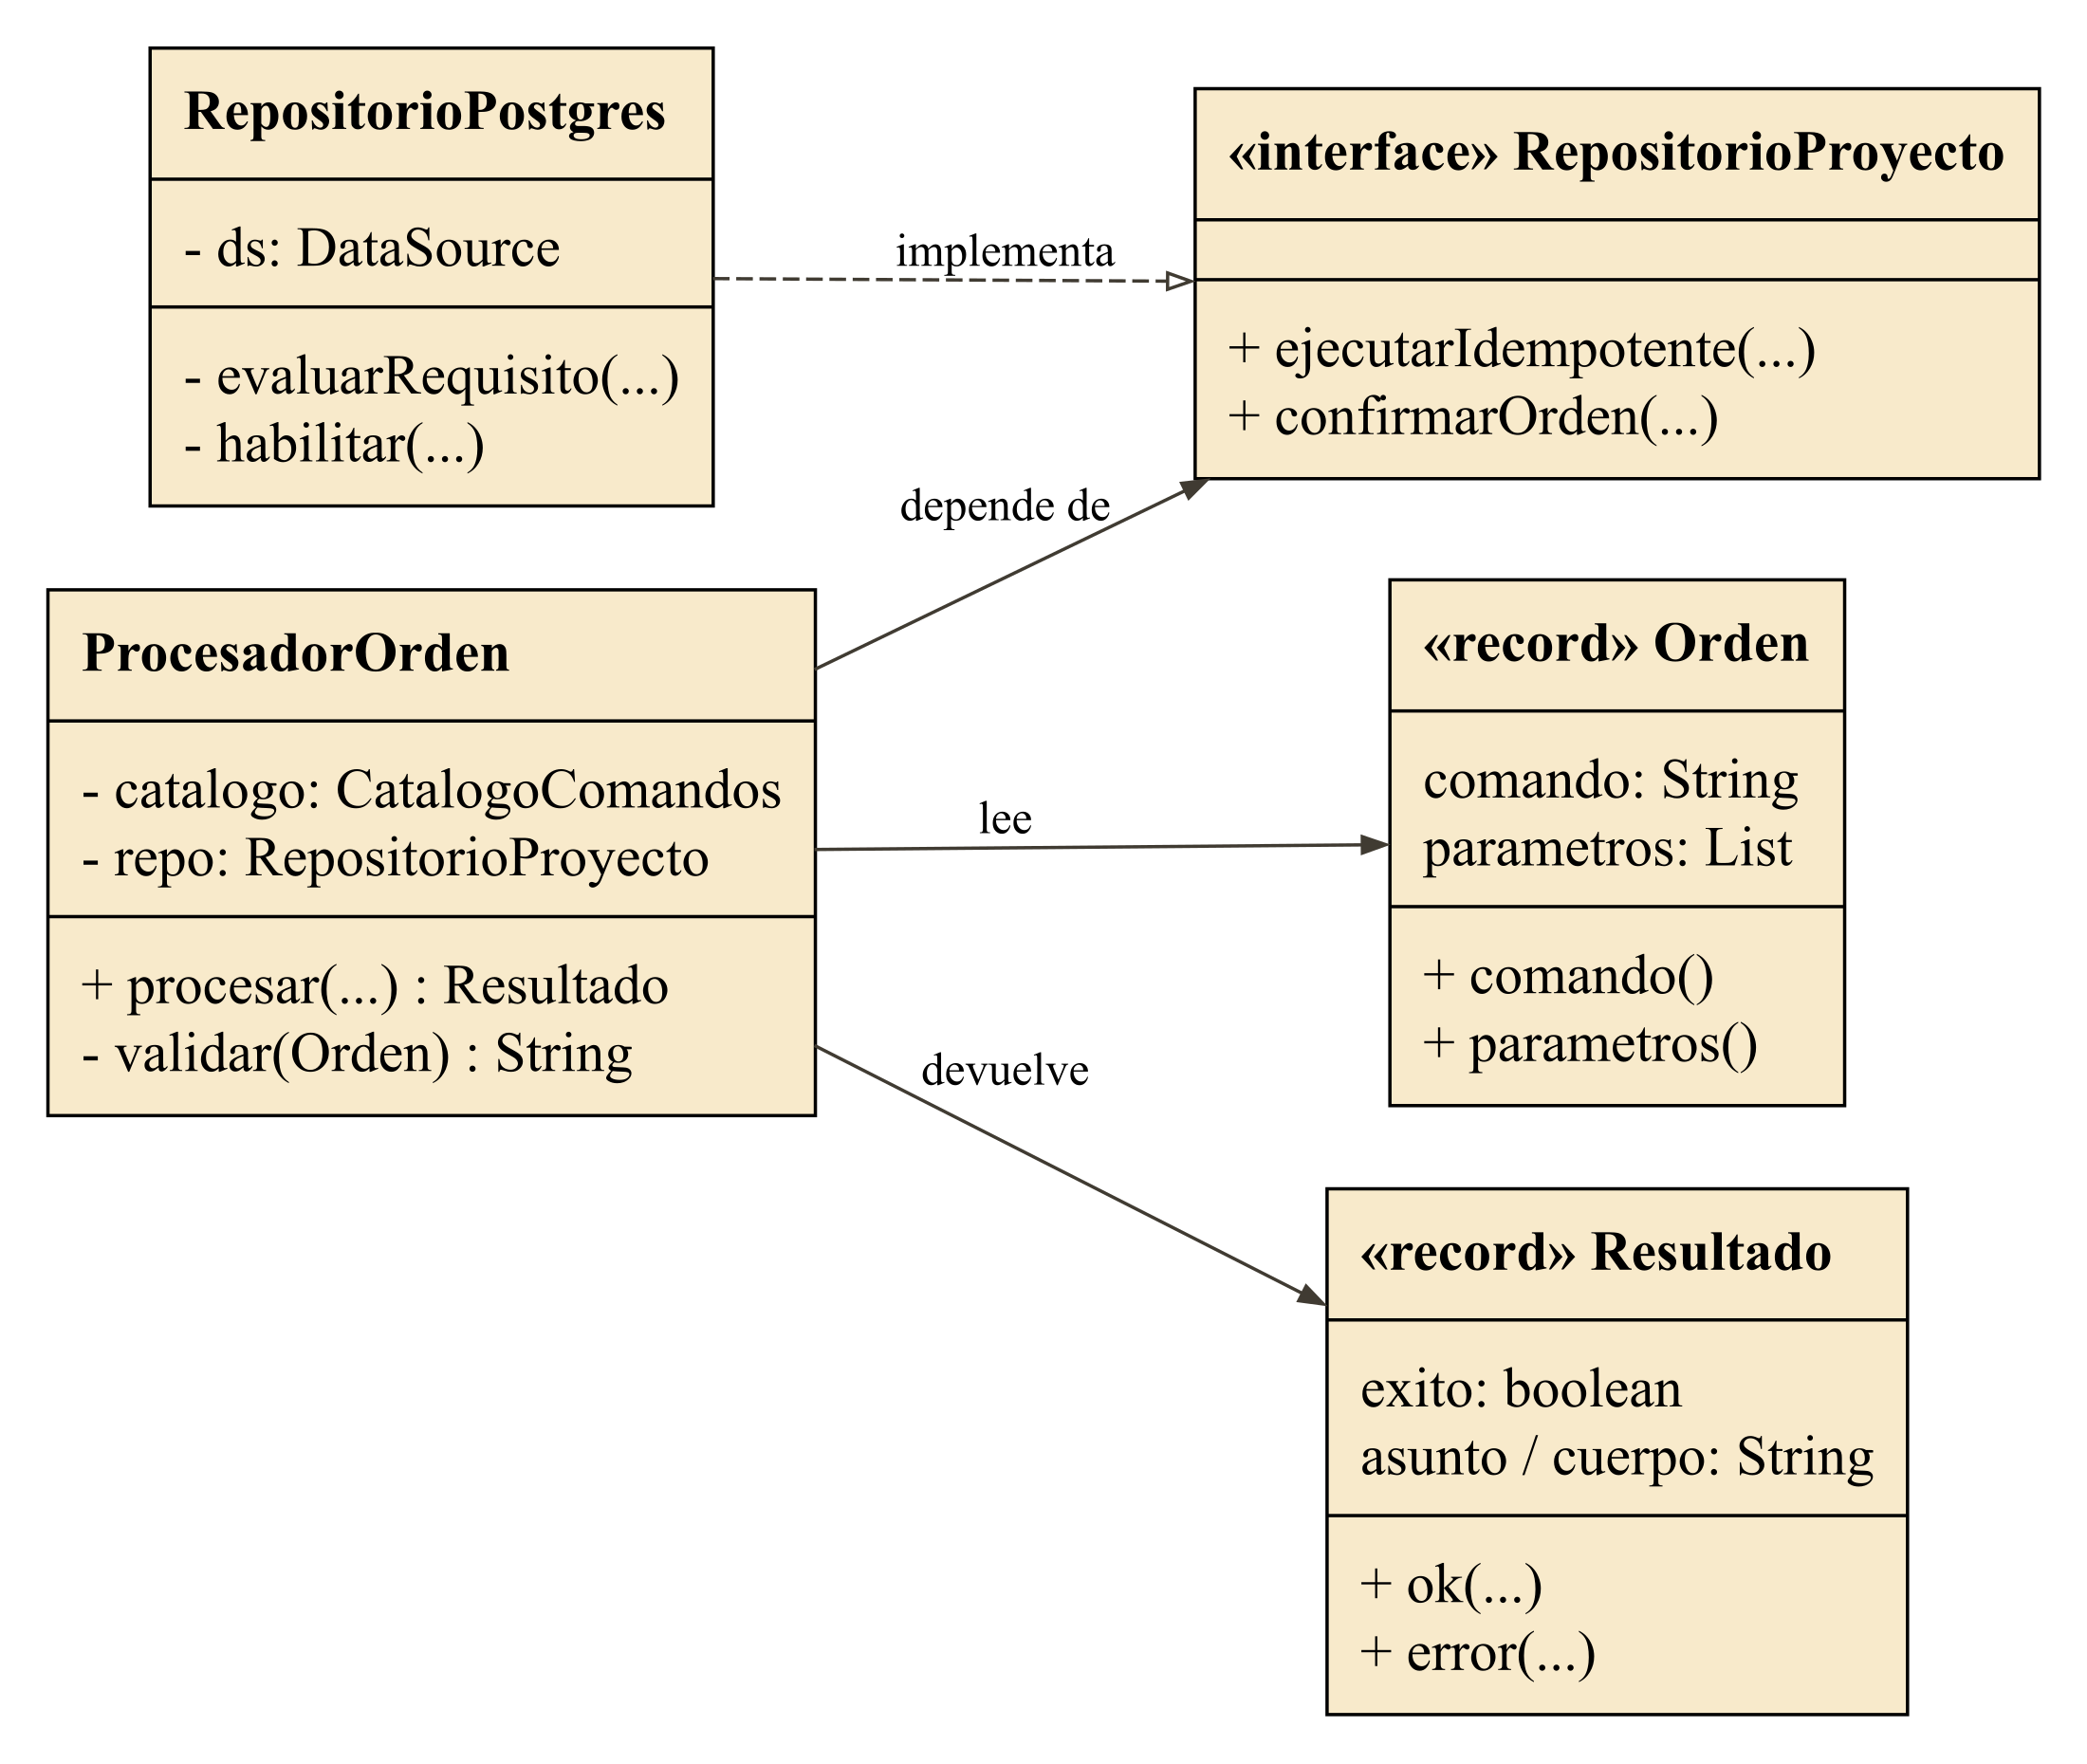 RepositorioPostgres
- ds: DataSource
- evaluarRequisito(...)
- habilitar(...)
implementa
«interface» RepositorioProyecto
+ ejecutarIdempotente(...)
+ confirmarOrden(...)
depende de
ProcesadorOrden
- catalogo: CatalogoComandos
- repo: RepositorioProyecto
+ procesar(...) : Resultado
- validar(Orden) : String
lee
«record» Orden
comando: String
parametros: List
+ comando()
+ parametros()
devuelve
«record» Resultado
exito: boolean
asunto / cuerpo: String
+ ok(...)
+ error(...)